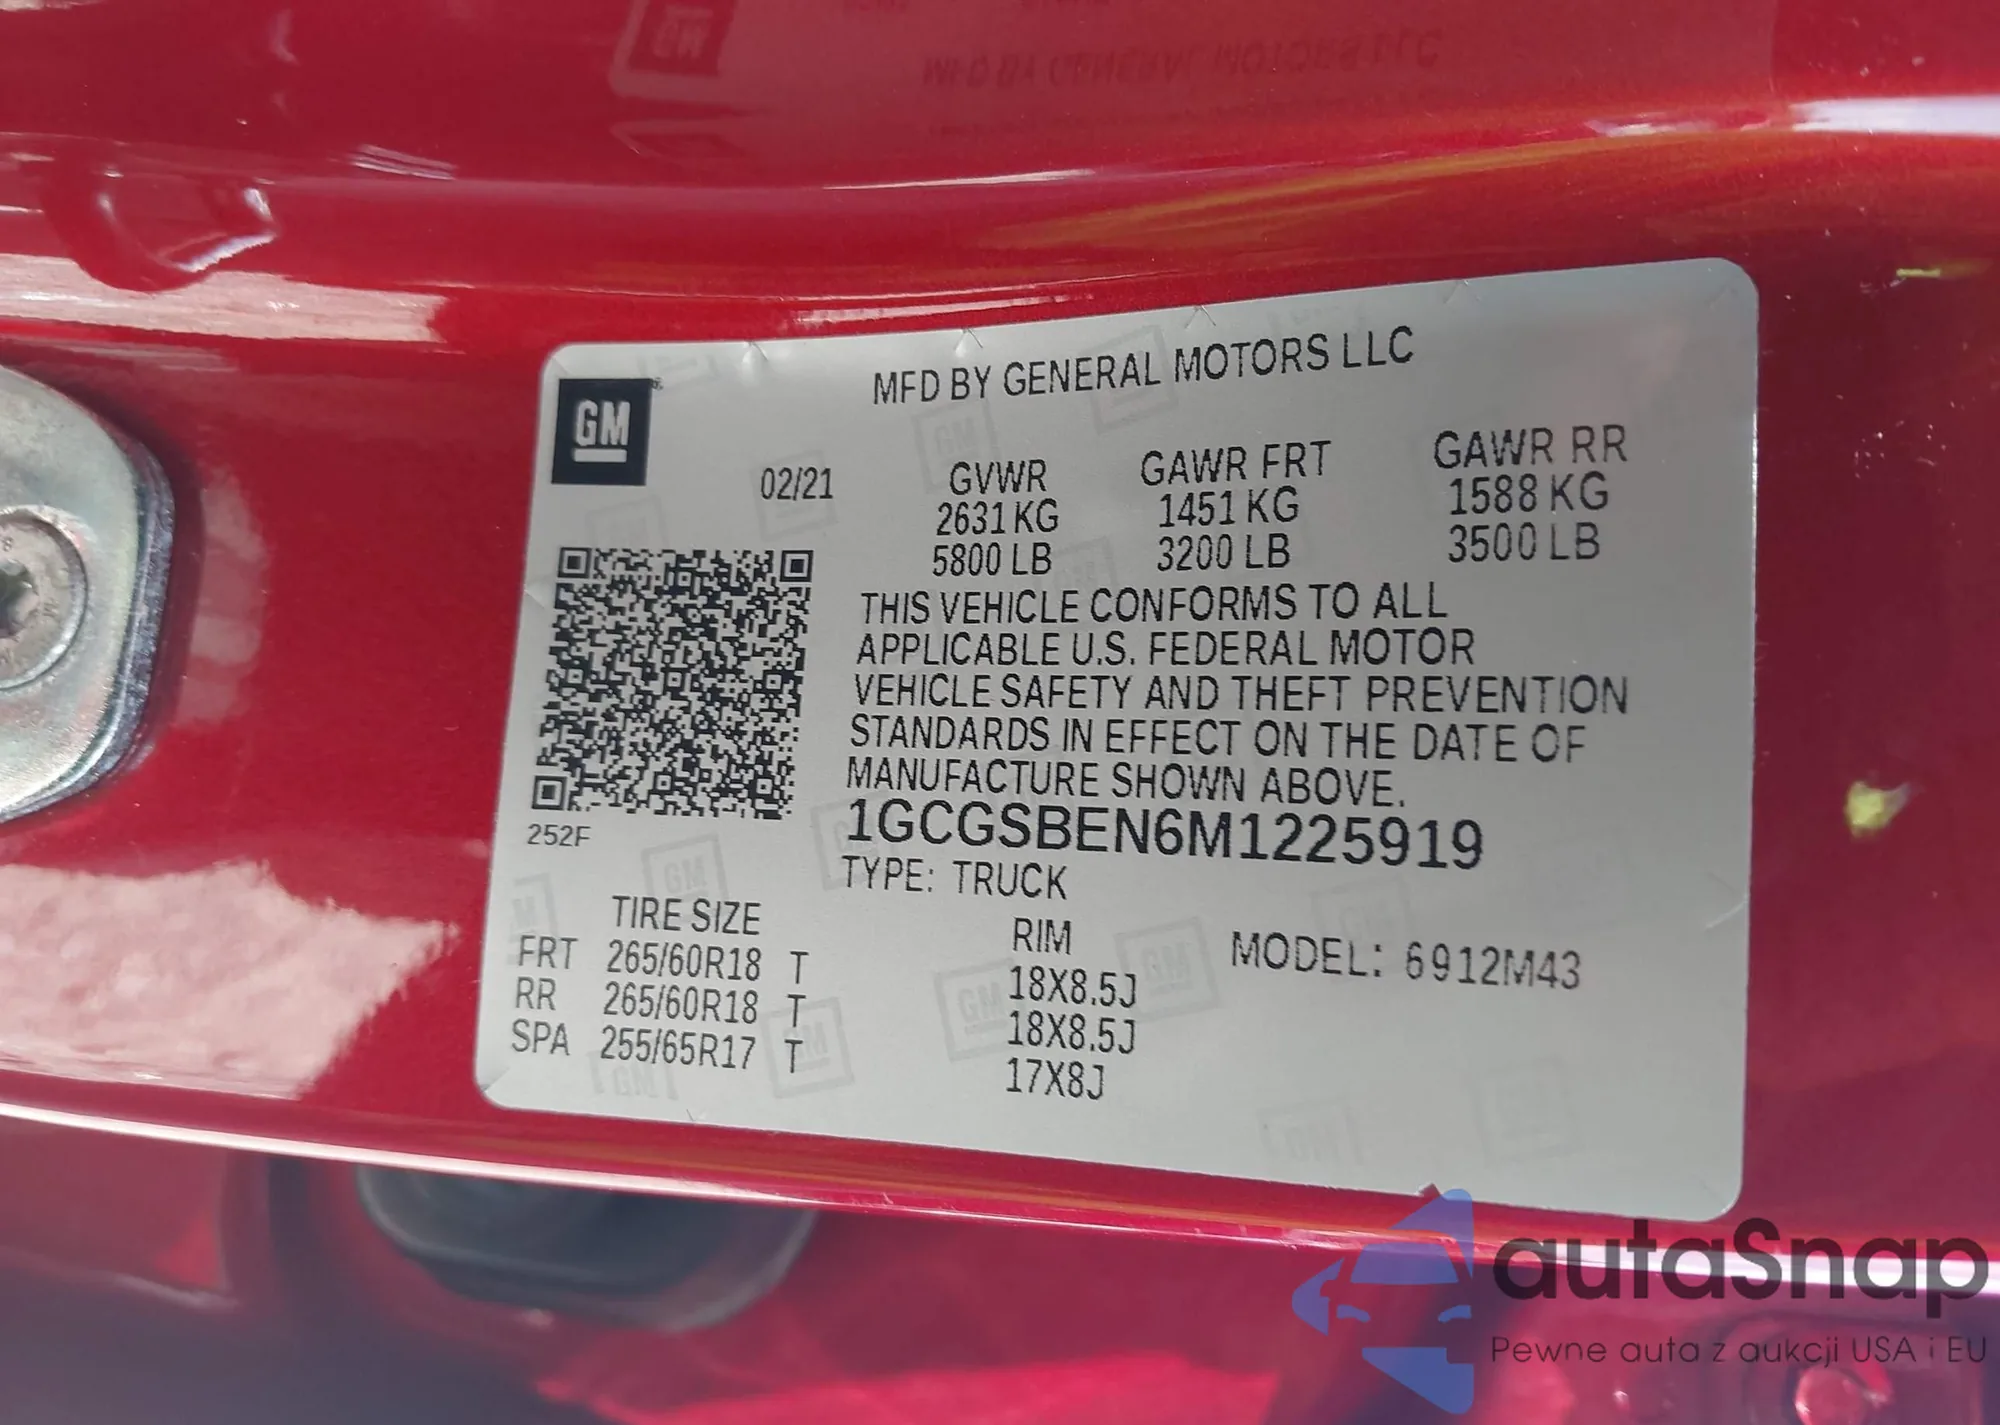 MFD BY GENERAL MOTORS LLC
GM
02/21
GVWR GAWR FRT GAWR RR
2631 KG 1451 KG 1588 KG
5800 LB 3200 LB 3500 LB
THIS VEHICLE CONFORMS TO ALL
APPLICABLE U.S. FEDERAL MOTOR
VEHICLE SAFETY AND THEFT PREVENTION
STANDARDS IN EFFECT ON THE DATE OF
MANUFACTURE SHOWN ABOVE.
252F
1GCGSBEN6M1225919
TYPE: TRUCK
TIRE SIZE RIM MODEL: 6912M43
FRT 265/60R18 T 18X8.5J
RR 265/60R18 T 18X8.5J
SPA 255/65R17 T 17X8J
autaSnap
Pewne auta z aukcji USA i EU